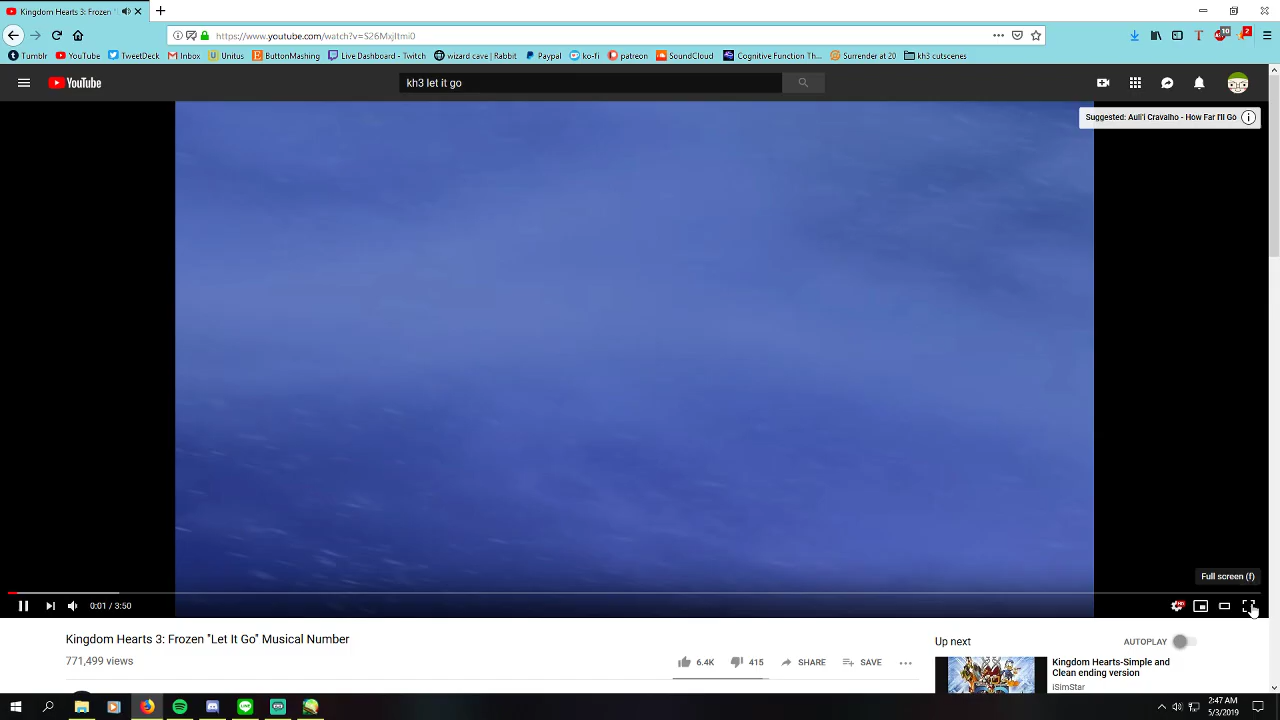 Kingdom Hearts 3: Frozen "
https://www.youtube.com/watch?v=S26MxjItmi0
Tumblr YouTube TweetDeck Inbox Unitus ButtonMashing Live Dashboard - Twitch wizard cave | Rabbit Paypal ko-fi patreon SoundCloud Cognitive Function Th... Surrender at 20 kh3 cutscenes
10
2
YouTube
kh3 let it go
Suggested: Auli'i Cravalho - How Far I'll Go
Full screen (f)
0:01 / 3:50
HD
Kingdom Hearts 3: Frozen "Let It Go" Musical Number
771,499 views
6.4K 415 SHARE SAVE
Up next
AUTOPLAY
Kingdom Hearts-Simple and
Clean ending version
iSimStar
2:47 AM
5/3/2019